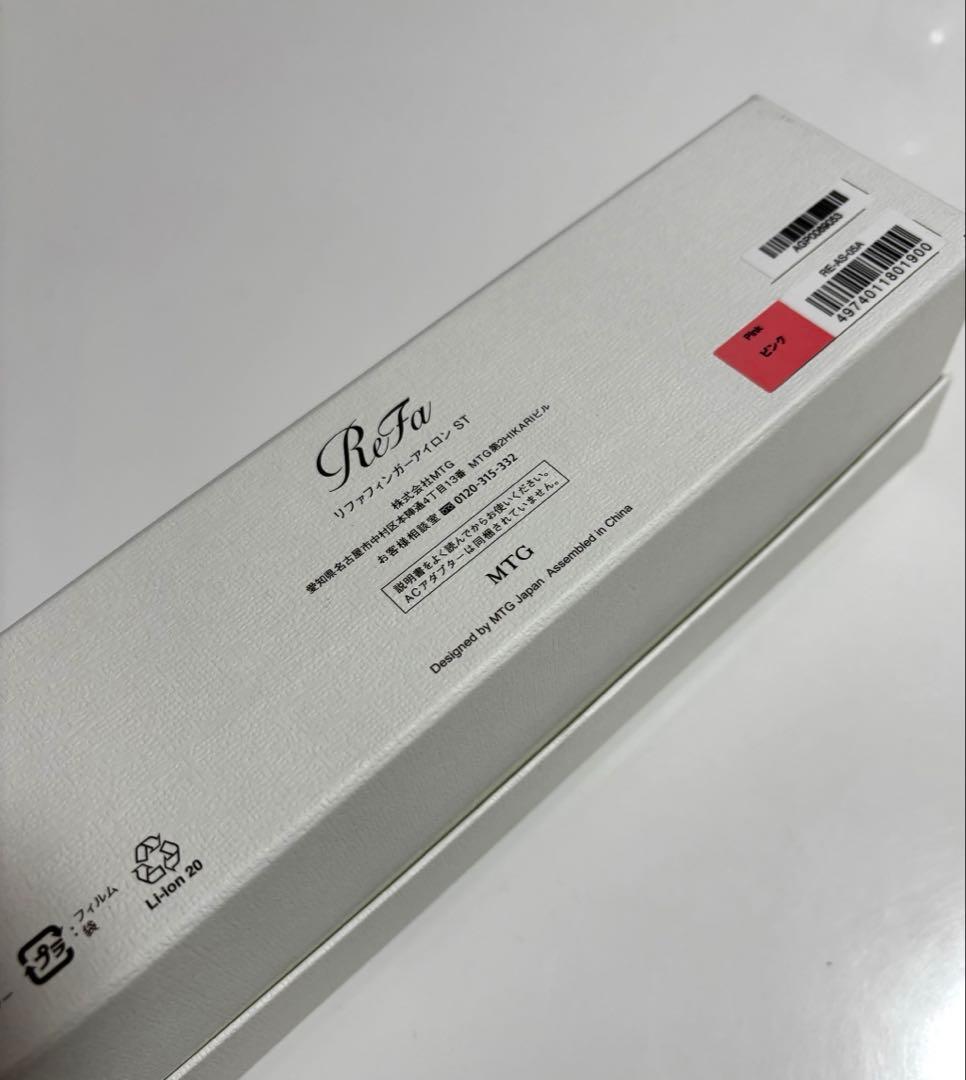 AGP0089053
RE-AS-05A
4974011801900
Pink
ピンク
ReFa
リファフィンガーアイロン ST
株式会社MTG
愛知県名古屋市中村区本陣通4丁目13番 MTG第2HIKARIビル
お客様相談室 0120-315-332
説明書をよく読んでからお使いください。
ACアダプターは同梱されていません。
MTG
Designed by MTG Japan Assembled in China
Li-ion 20
プラ
:フィルム
袋